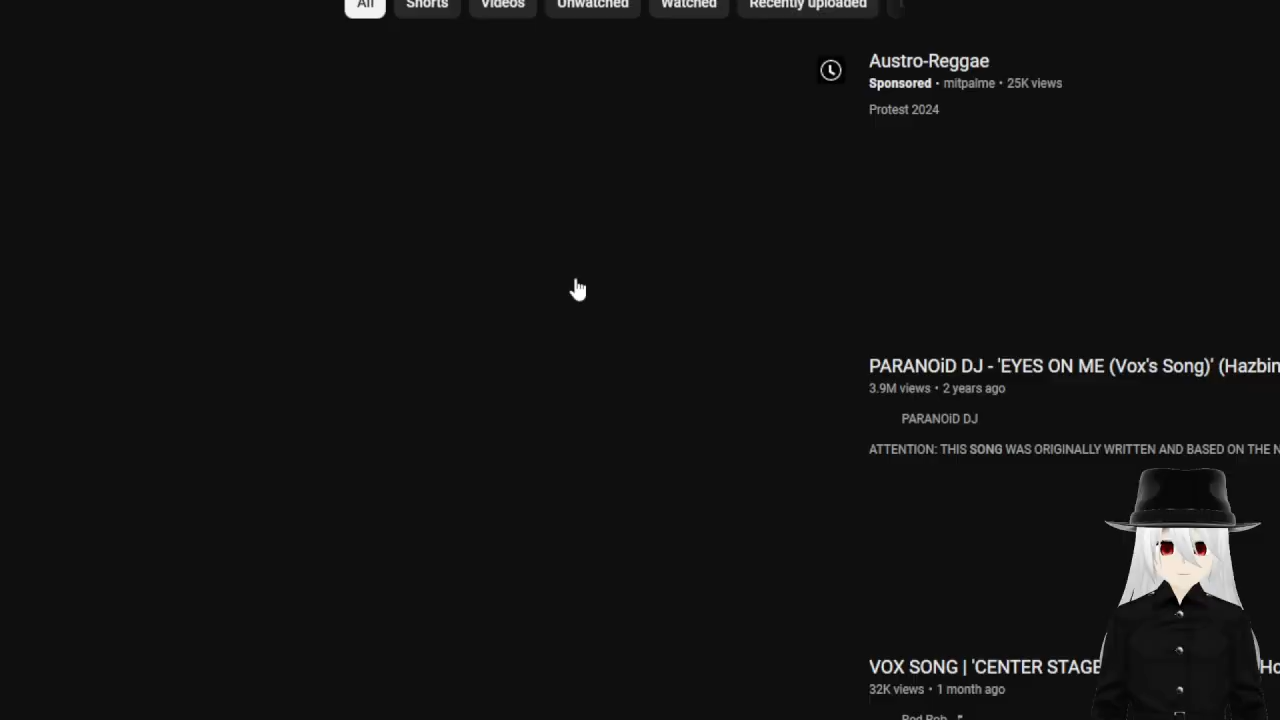 All Shorts Videos Unwatched Watched Recently uploaded
Austro-Reggae
Sponsored • mitpalme • 25K views
Protest 2024
PARANOiD DJ - 'EYES ON ME (Vox's Song)' (Hazbin
3.9M views • 2 years ago
PARANOiD DJ
ATTENTION: THIS SONG WAS ORIGINALLY WRITTEN AND BASED ON THE N
VOX SONG | 'CENTER STAGE
32K views • 1 month ago